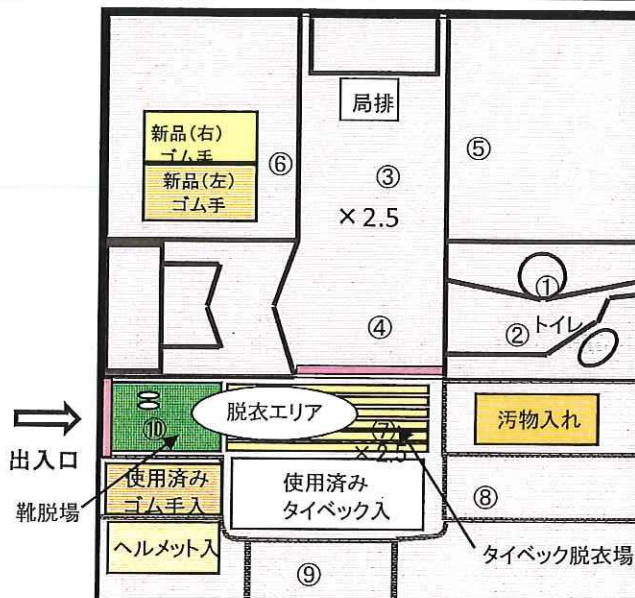 局排
新品(右)
ゴム手
新品(左)
ゴム手
⑥
③
×2.5
⑤
①
②
トイレ
④
出入口
⑩
脱衣エリア
⑦
×2.5
汚物入れ
使用済み
ゴム手入
使用済み
タイベック入
⑧
靴脱場
ヘルメット入
タイベック脱衣場
⑨